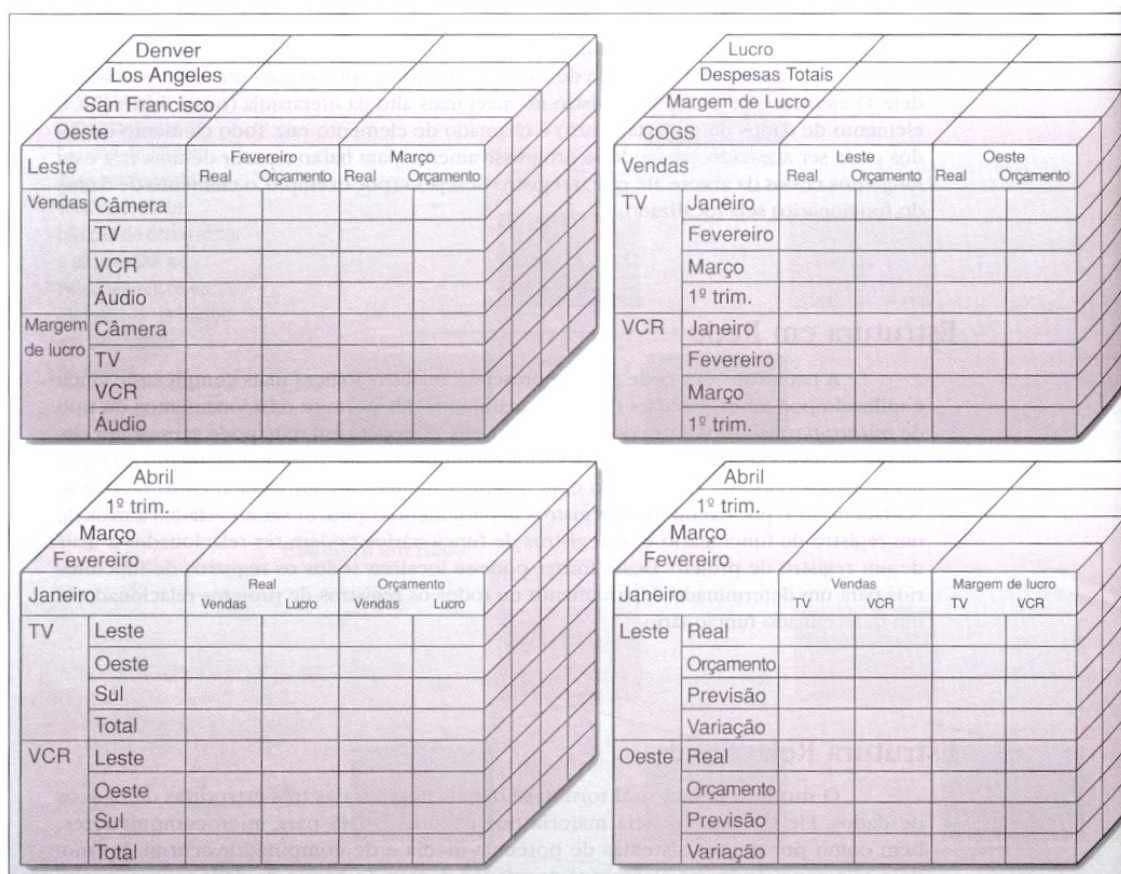 Denver
Los Angeles
San Francisco
Oeste
Leste
Fevereiro Março
Real Orçamento Real Orçamento
Vendas Câmera
TV
VCR
Áudio
Margem de lucro Câmera
TV
VCR
Áudio
Lucro
Despesas Totais
Margem de Lucro
COGS
Vendas
Leste Oeste
Real Orçamento Real Orçamento
TV Janeiro
Fevereiro
Março
1º trim.
VCR Janeiro
Fevereiro
Março
1º trim.
Abril
1º trim.
Março
Fevereiro
Janeiro
Real Orçamento
Vendas Lucro Vendas Lucro
TV Leste
Oeste
Sul
Total
VCR Leste
Oeste
Sul
Total
Abril
1º trim.
Março
Fevereiro
Janeiro
Vendas Margem de lucro
TV VCR TV VCR
Leste Real
Orçamento
Previsão
Variação
Oeste Real
Orçamento
Previsão
Variação